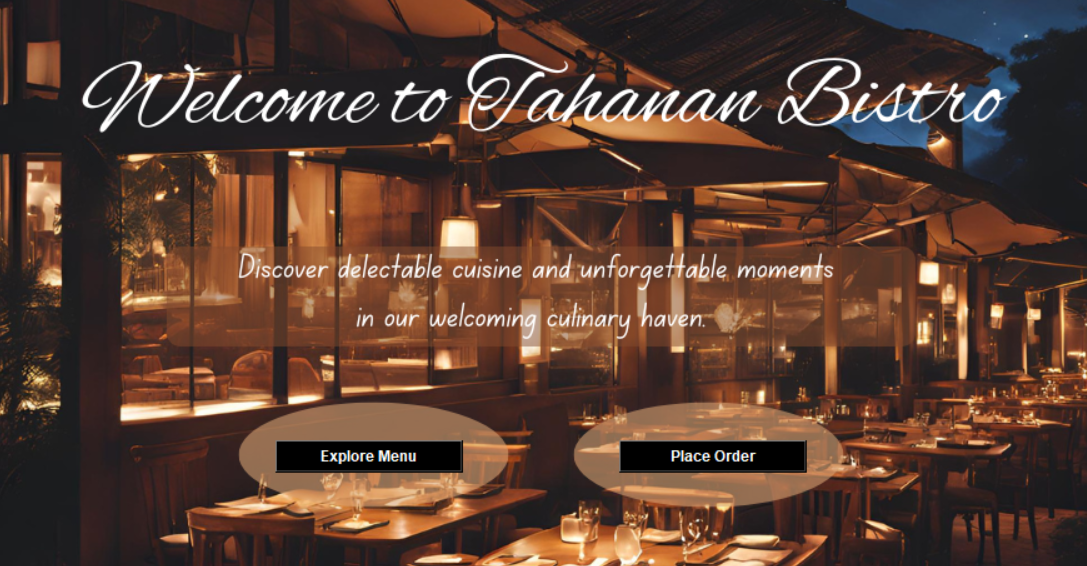 Welcome to Tahanan Bistro
Discover delectable cuisine and unforgettable moments
in our welcoming culinary haven.
Explore Menu
Place Order